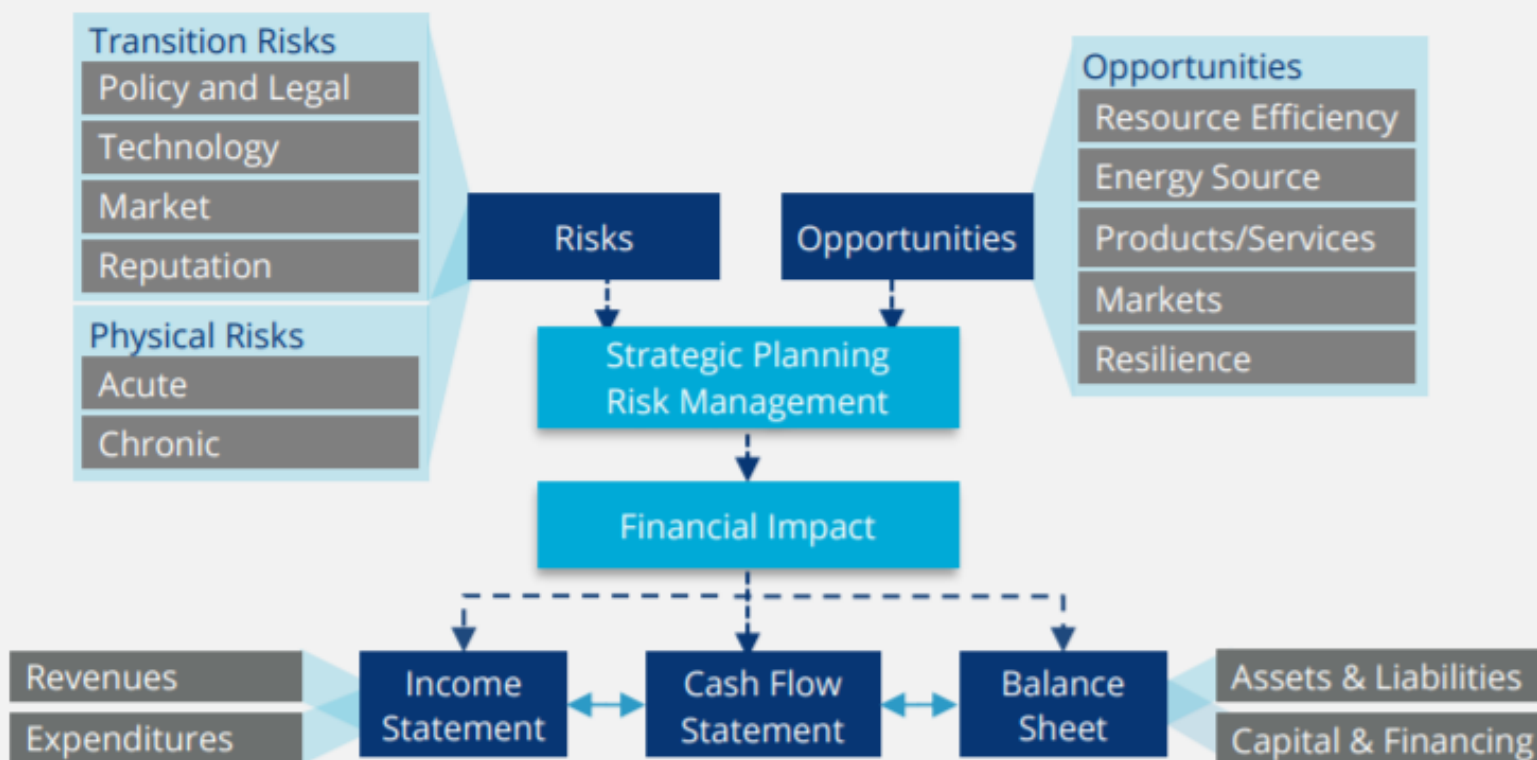 Transition Risks
Policy and Legal
Technology
Market
Reputation
Physical Risks
Acute
Chronic
Risks
Opportunities
Opportunities
Resource Efficiency
Energy Source
Products/Services
Markets
Resilience
Strategic Planning
Risk Management
Financial Impact
Revenues
Expenditures
Income
Statement
Cash Flow
Statement
Balance
Sheet
Assets & Liabilities
Capital & Financing